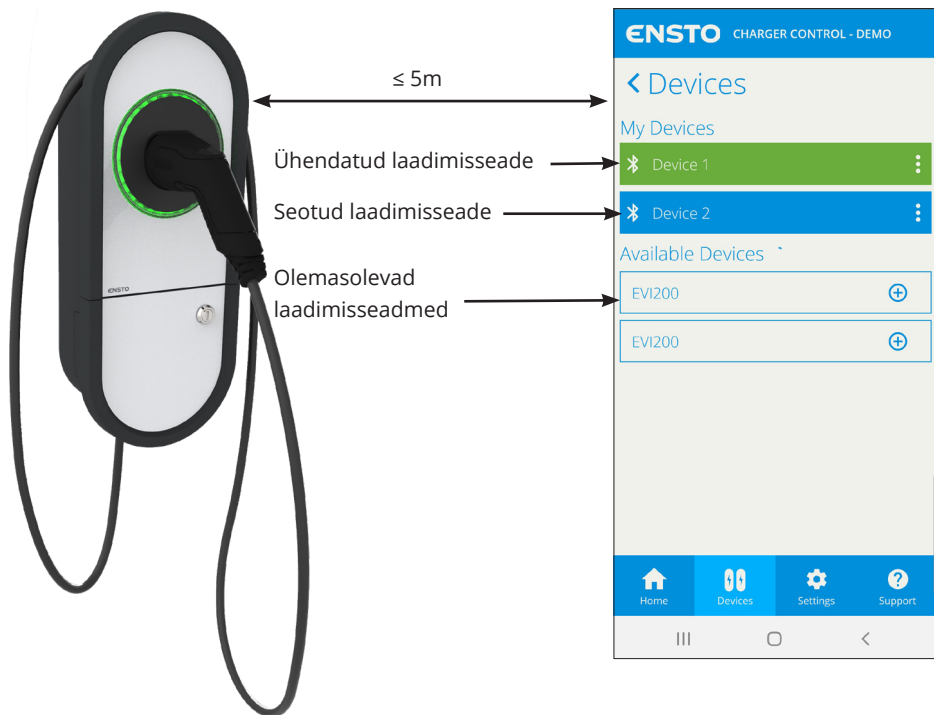 ENSTO CHARGER CONTROL - DEMO
≤ 5m
Devices
My Devices
Ühendatud laadimisseade
Device 1
Seotud laadimisseade
Device 2
Available Devices
Olemasolevad
laadimisseadmed
EVI200
EVI200
ENSTO
Home Devices Settings Support